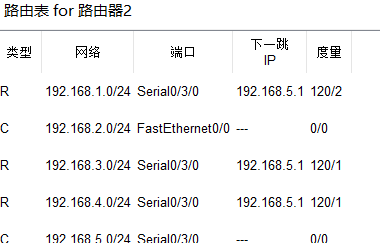 路由表 for 路由器2
类型 网络 端口 下一跳 IP 度量
R 192.168.1.0/24 Serial0/3/0 192.168.5.1 120/2
C 192.168.2.0/24 FastEthernet0/0 --- 0/0
R 192.168.3.0/24 Serial0/3/0 192.168.5.1 120/1
R 192.168.4.0/24 Serial0/3/0 192.168.5.1 120/1
C 192.168.5.0/24 Serial0/3/0 --- 0/0